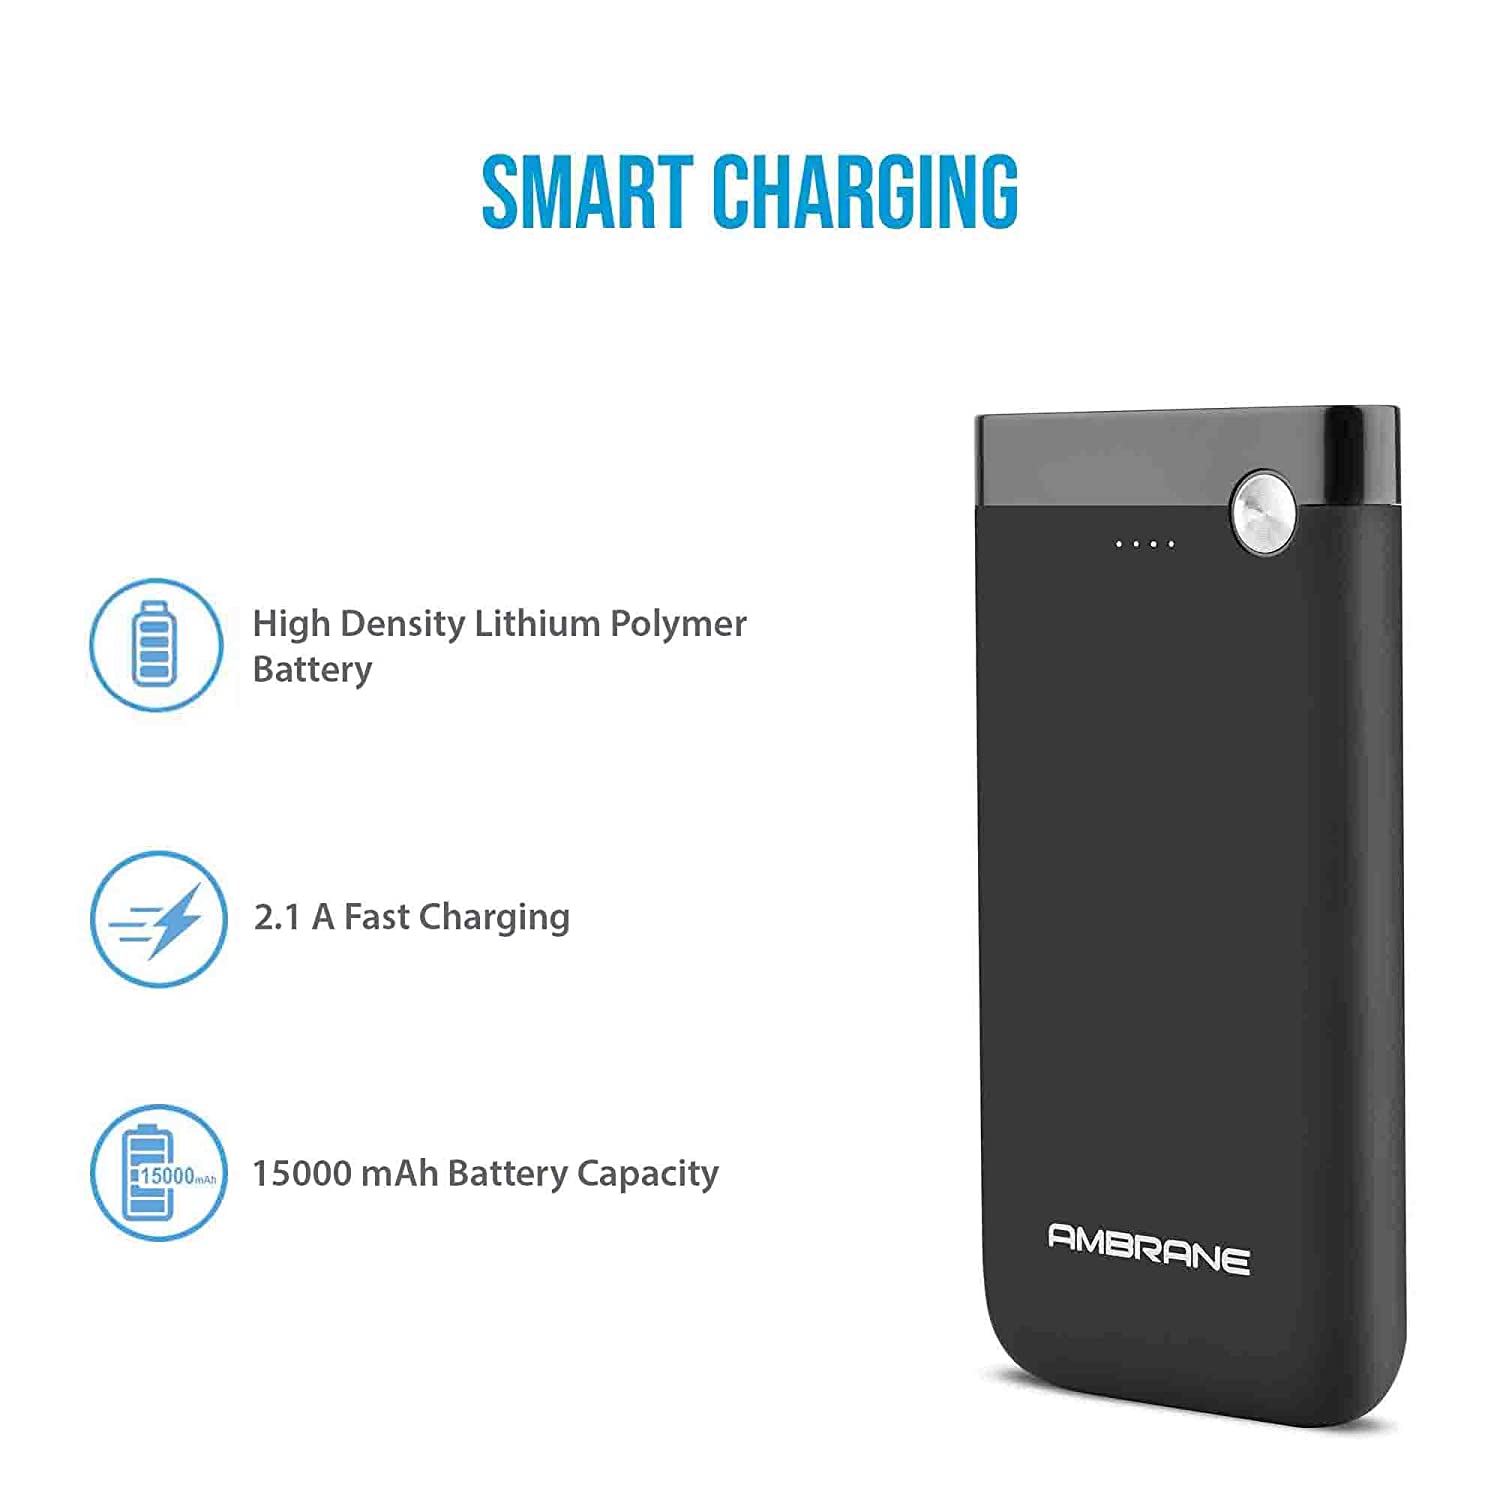 SMART CHARGING
High Density Lithium Polymer
Battery
2.1 A Fast Charging
15000mAh
15000 mAh Battery Capacity
AMBRANE